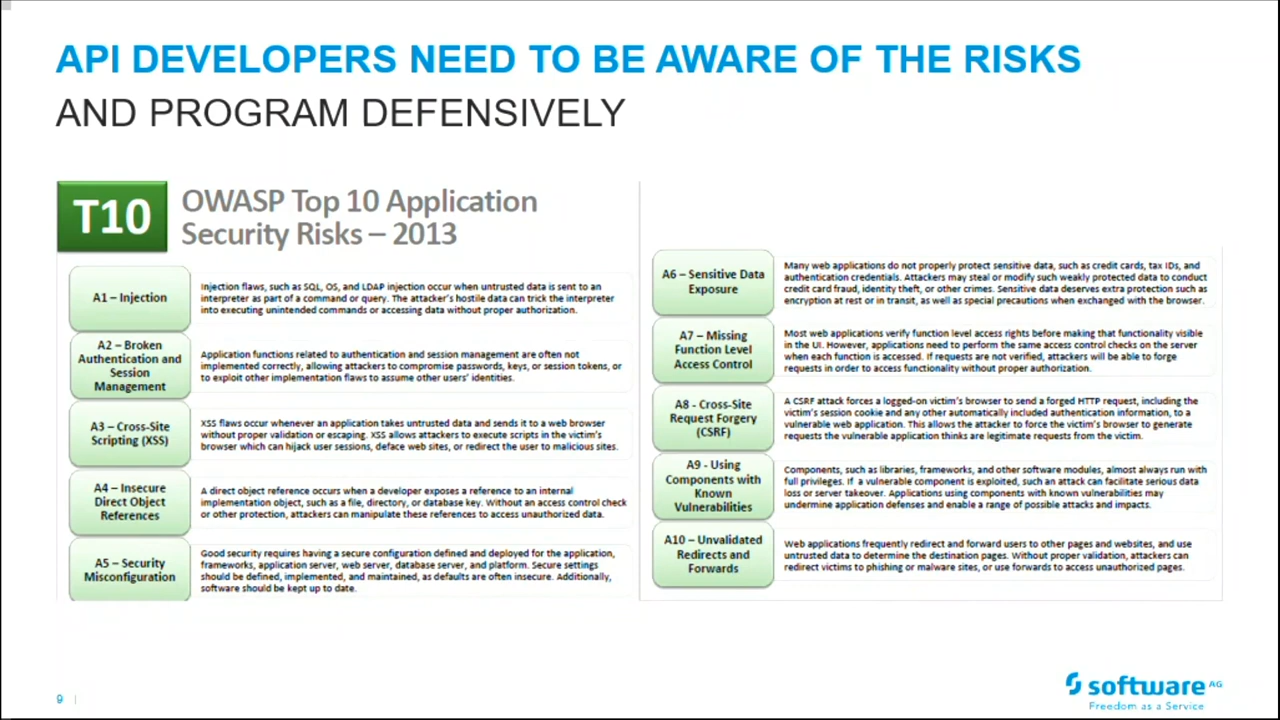 API DEVELOPERS NEED TO BE AWARE OF THE RISKS
AND PROGRAM DEFENSIVELY
T10
OWASP Top 10 Application
Security Risks – 2013
A1 – Injection
Injection flaws, such as SQL, OS, and LDAP injection occur when untrusted data is sent to an
interpreter as part of a command or query. The attacker's hostile data can trick the interpreter
into executing unintended commands or accessing data without proper authorization.
A2 – Broken
Authentication and
Session
Management
Application functions related to authentication and session management are often not
implemented correctly, allowing attackers to compromise passwords, keys, or session tokens, or
to exploit other implementation flaws to assume other users' identities.
A3 – Cross-Site
Scripting (XSS)
XSS flaws occur whenever an application takes untrusted data and sends it to a web browser
without proper validation or escaping. XSS allows attackers to execute scripts in the victim's
browser which can hijack user sessions, deface web sites, or redirect the user to malicious sites.
A4 – Insecure
Direct Object
References
A direct object reference occurs when a developer exposes a reference to an internal
implementation object, such as a file, directory, or database key. Without an access control check
or other protection, attackers can manipulate these references to access unauthorized data.
A5 – Security
Misconfiguration
Good security requires having a secure configuration defined and deployed for the application,
frameworks, application server, web server, database server, and platform. Secure settings
should be defined, implemented, and maintained, as defaults are often insecure. Additionally,
software should be kept up to date.
A6 – Sensitive Data
Exposure
Many web applications do not properly protect sensitive data, such as credit cards, tax IDs, and
authentication credentials. Attackers may steal or modify such weakly protected data to conduct
credit card fraud, identity theft, or other crimes. Sensitive data deserves extra protection such as
encryption at rest or in transit, as well as special precautions when exchanged with the browser.
A7 – Missing
Function Level
Access Control
Most web applications verify function level access rights before making that functionality visible
in the UI. However, applications need to perform the same access control checks on the server
when each function is accessed. If requests are not verified, attackers will be able to forge
requests in order to access functionality without proper authorization.
A8 - Cross-Site
Request Forgery
(CSRF)
A CSRF attack forces a logged-on victim's browser to send a forged HTTP request, including the
victim's session cookie and any other automatically included authentication information, to a
vulnerable web application. This allows the attacker to force the victim's browser to generate
requests the vulnerable application thinks are legitimate requests from the victim.
A9 - Using
Components with
Known
Vulnerabilities
Components, such as libraries, frameworks, and other software modules, almost always run with
full privileges. If a vulnerable component is exploited, such an attack can facilitate serious data
loss or server takeover. Applications using components with known vulnerabilities may
undermine application defenses and enable a range of possible attacks and impacts.
A10 – Unvalidated
Redirects and
Forwards
Web applications frequently redirect and forward users to other pages and websites, and use
untrusted data to determine the destination pages. Without proper validation, attackers can
redirect victims to phishing or malware sites, or use forwards to access unauthorized pages.
9 |
software AG
Freedom as a Service